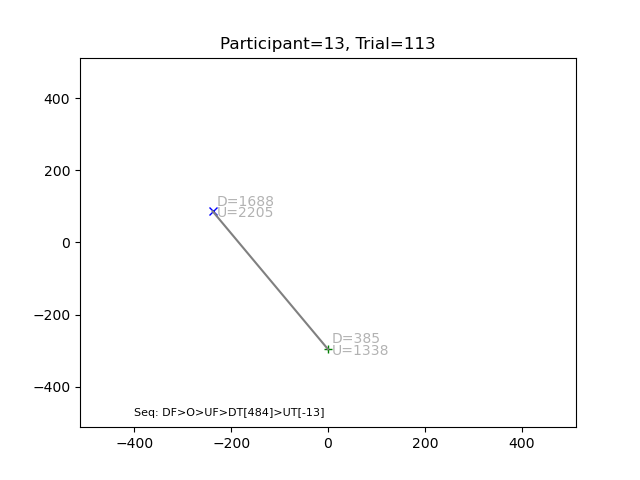 Participant=13, Trial=113
400
200
0
−200
−400
D=1688
U=2205
D=385
U=1338
Seq: DF>O>UF>DT[484]>UT[-13]
−400 −200 0 200 400